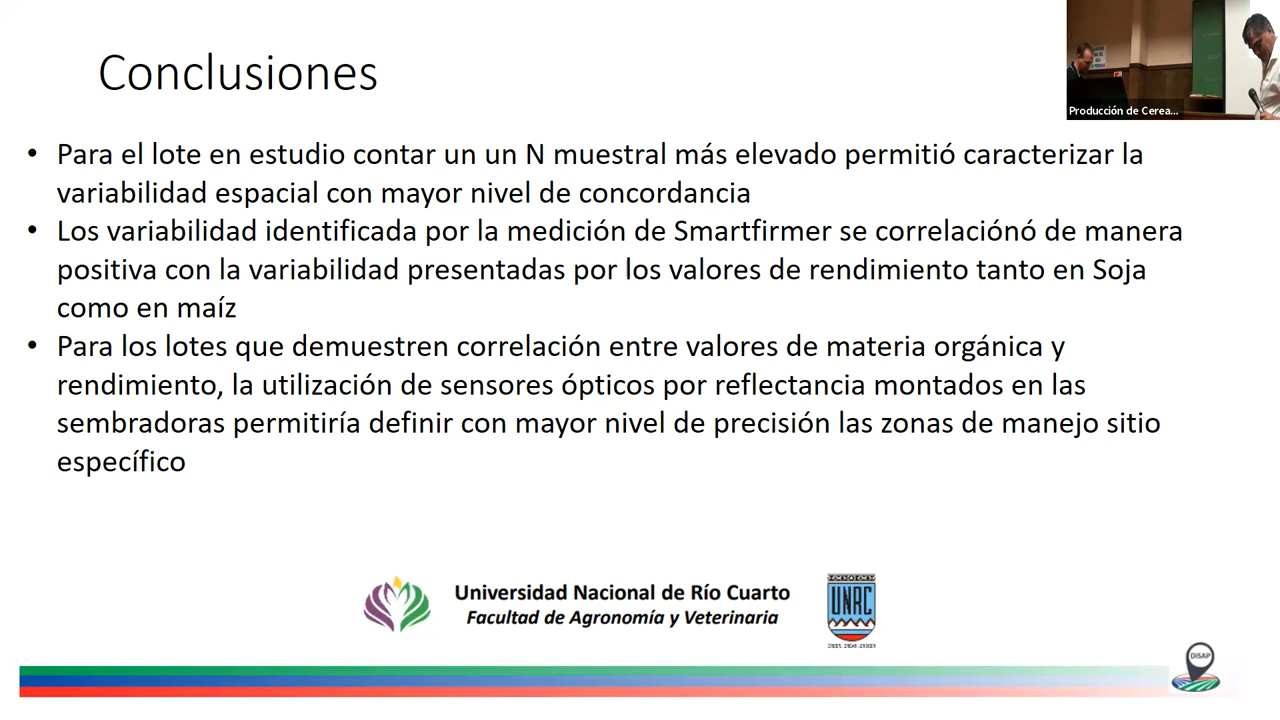 Conclusiones
Producción de Cerea...
• Para el lote en estudio contar un un N muestral más elevado permitió caracterizar la
variabilidad espacial con mayor nivel de concordancia
• Los variabilidad identificada por la medición de Smartfirmer se correlaciónó de manera
positiva con la variabilidad presentadas por los valores de rendimiento tanto en Soja
como en maíz
• Para los lotes que demuestren correlación entre valores de materia orgánica y
rendimiento, la utilización de sensores ópticos por reflectancia montados en las
sembradoras permitiría definir con mayor nivel de precisión las zonas de manejo sitio
específico
Universidad Nacional de Río Cuarto
Facultad de Agronomía y Veterinaria
UNRC
DiSAP